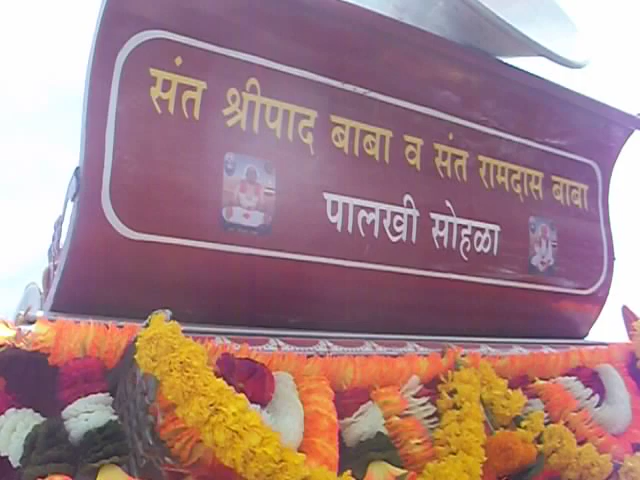 संत श्रीपाद बाबा व संत रामदास बाबा
पालखी सोहळा